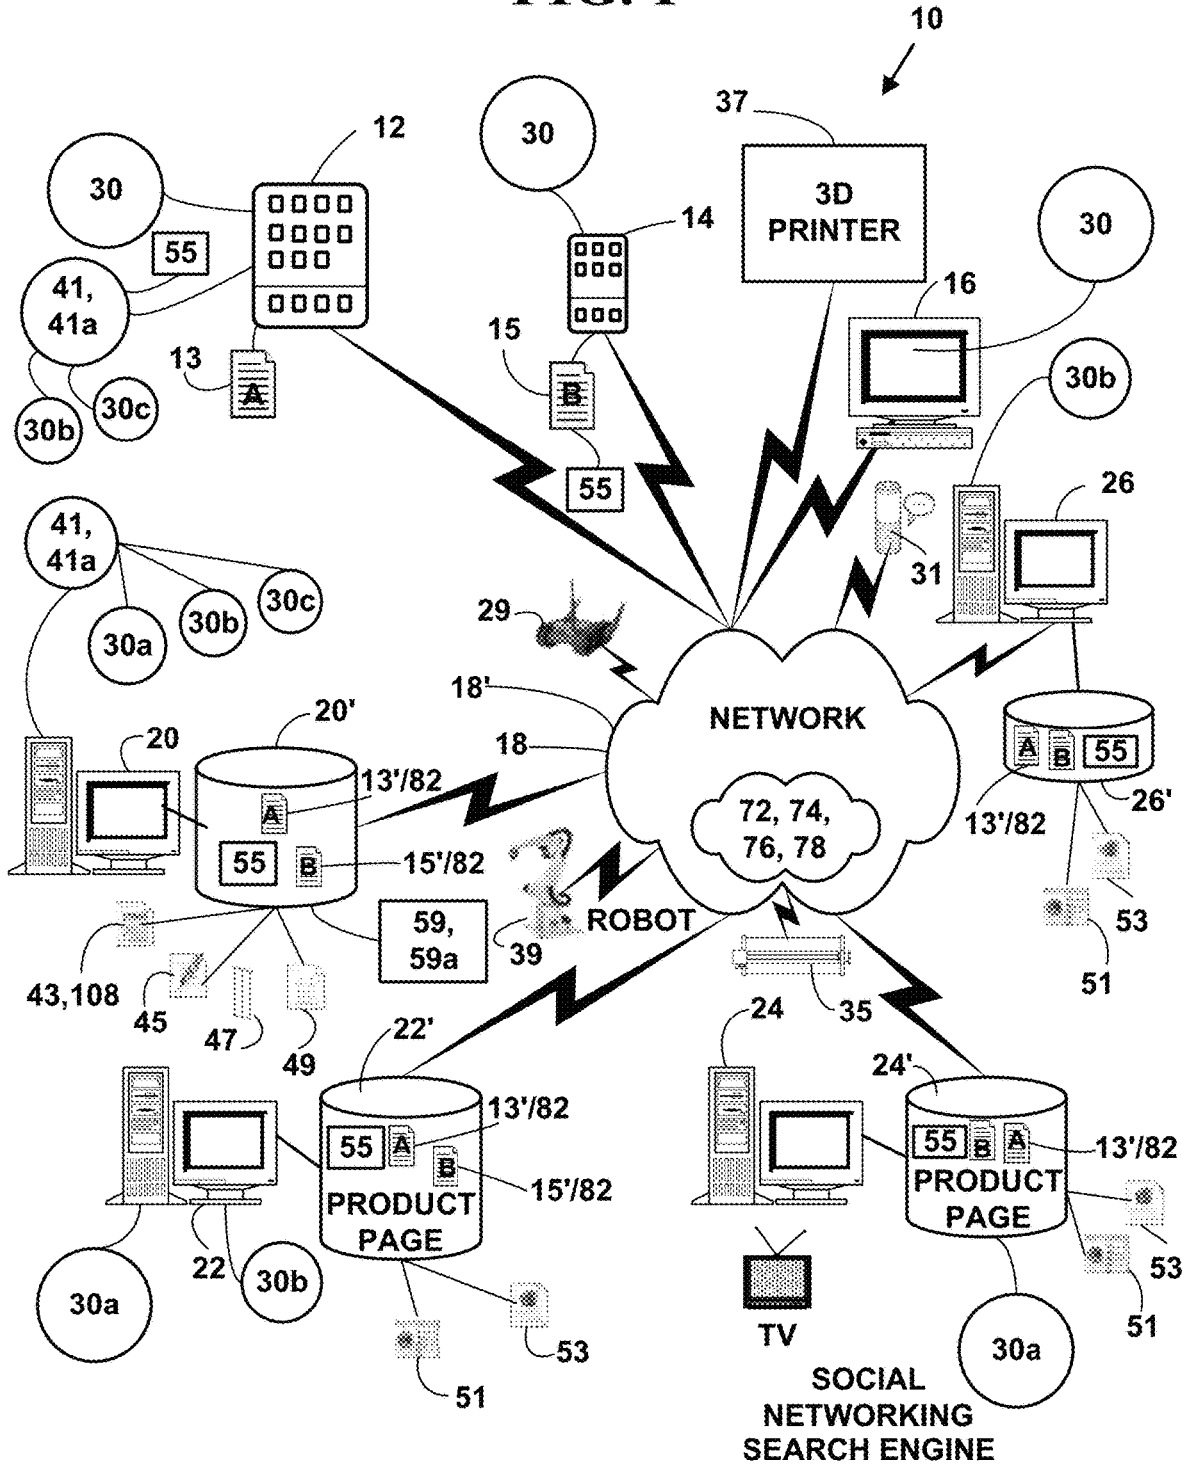 FIG. 1
10
37
12
30
30
3D
PRINTER
14
30
30
55
16
41,
41a
15
13
30b
A
B
30c
30b
55
26
41,
41a
31
30c
29
30b
30a
18'
20'
NETWORK
20
18
A
B
55
13'/82
A
72, 74,
76, 78
26'
13'/82
55
B
15'/82
53
59,
59a
ROBOT
39
51
43,108
45
35
24
47
22'
49
24'
13'/82
55
A
B
55
B
A
13'/82
15'/82
PRODUCT
PAGE
PRODUCT
PAGE
53
22
30b
30a
51
TV
53
30a
51
SOCIAL
NETWORKING
SEARCH ENGINE